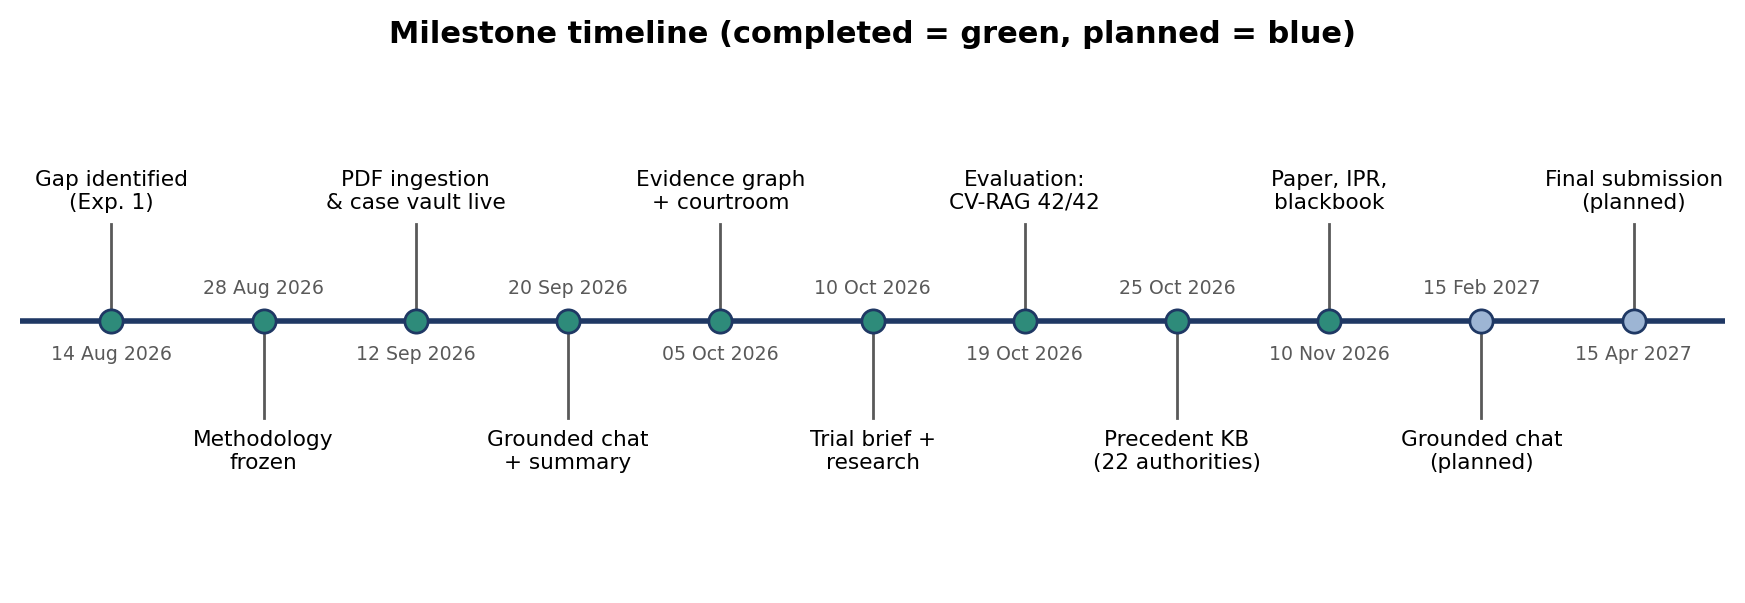 Milestone timeline (completed = green, planned = blue)
Gap identified
(Exp. 1)
14 Aug 2026
28 Aug 2026
Methodology
frozen
PDF ingestion
& case vault live
12 Sep 2026
20 Sep 2026
Grounded chat
+ summary
Evidence graph
+ courtroom
05 Oct 2026
10 Oct 2026
Trial brief +
research
Evaluation:
CV-RAG 42/42
19 Oct 2026
25 Oct 2026
Precedent KB
(22 authorities)
Paper, IPR,
blackbook
10 Nov 2026
15 Feb 2027
Grounded chat
(planned)
Final submission
(planned)
15 Apr 2027